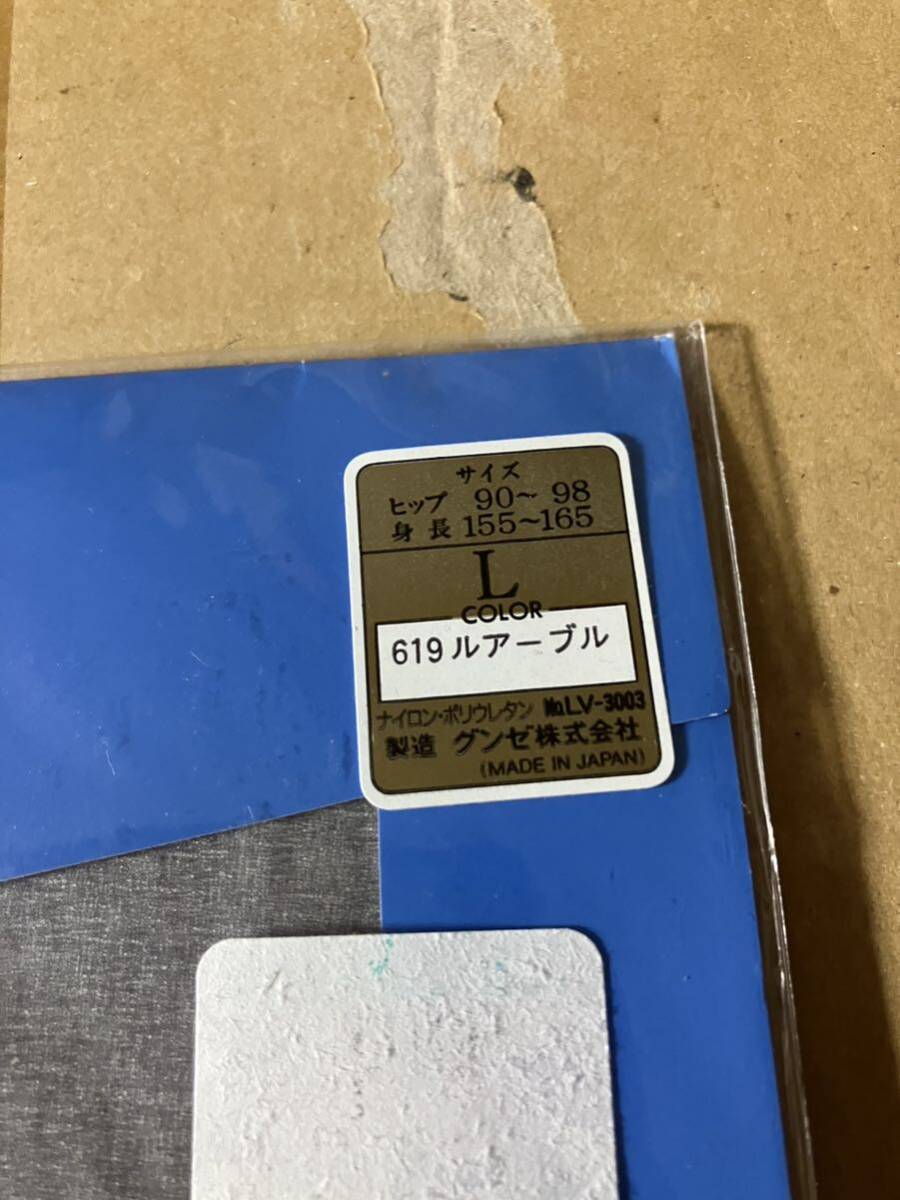 サイズ
ヒップ 90～98
身長 155～165
L
COLOR
619 ルアーブル
ナイロン・ポリウレタン №LV-3003
製造 グンゼ株式会社
(MADE IN JAPAN)